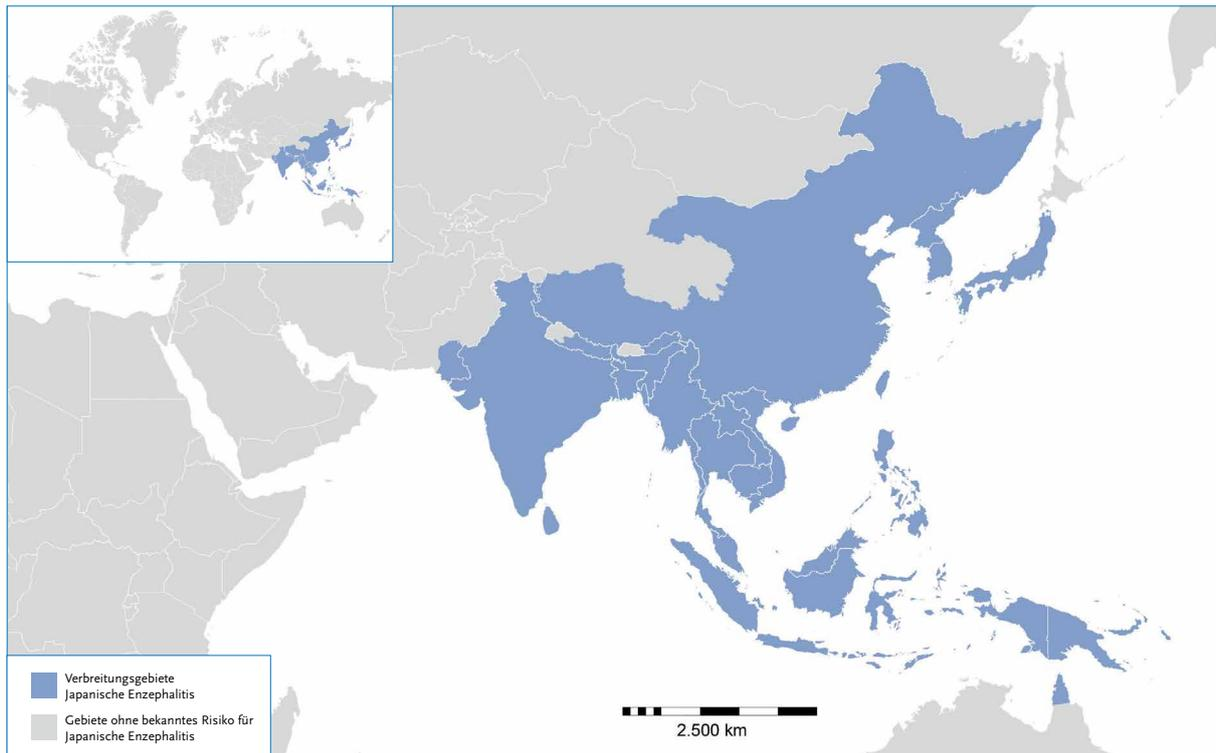 Verbreitungsgebiete
Japanische Enzephalitis
Gebiete ohne bekanntes Risiko für
Japanische Enzephalitis
2.500 km